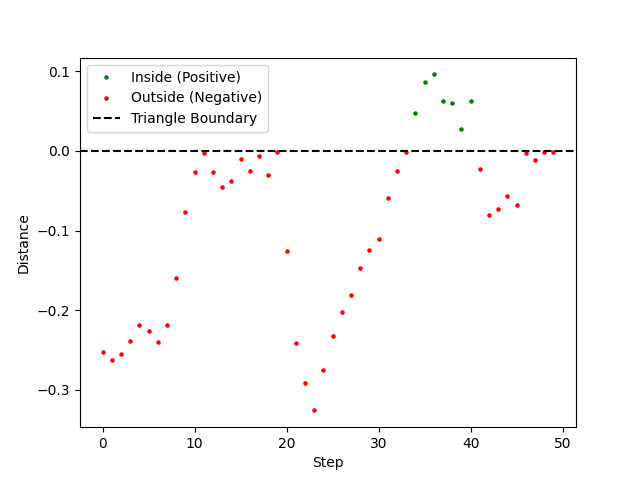 0.1
0.0
−0.1
−0.2
−0.3
Distance
Inside (Positive)
Outside (Negative)
Triangle Boundary
0 10 20 30 40 50
Step